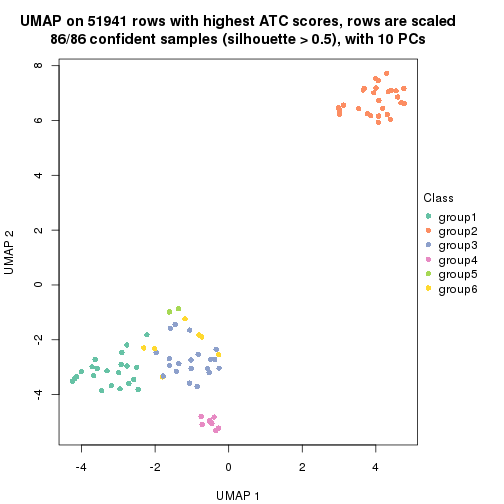 UMAP on 51941 rows with highest ATC scores, rows are scaled
86/86 confident samples (silhouette > 0.5), with 10 PCs
8
6
4
2
0
-2
-4
UMAP 2
-4
-2
0
2
4
UMAP 1
Class
group1
group2
group3
group4
group5
group6